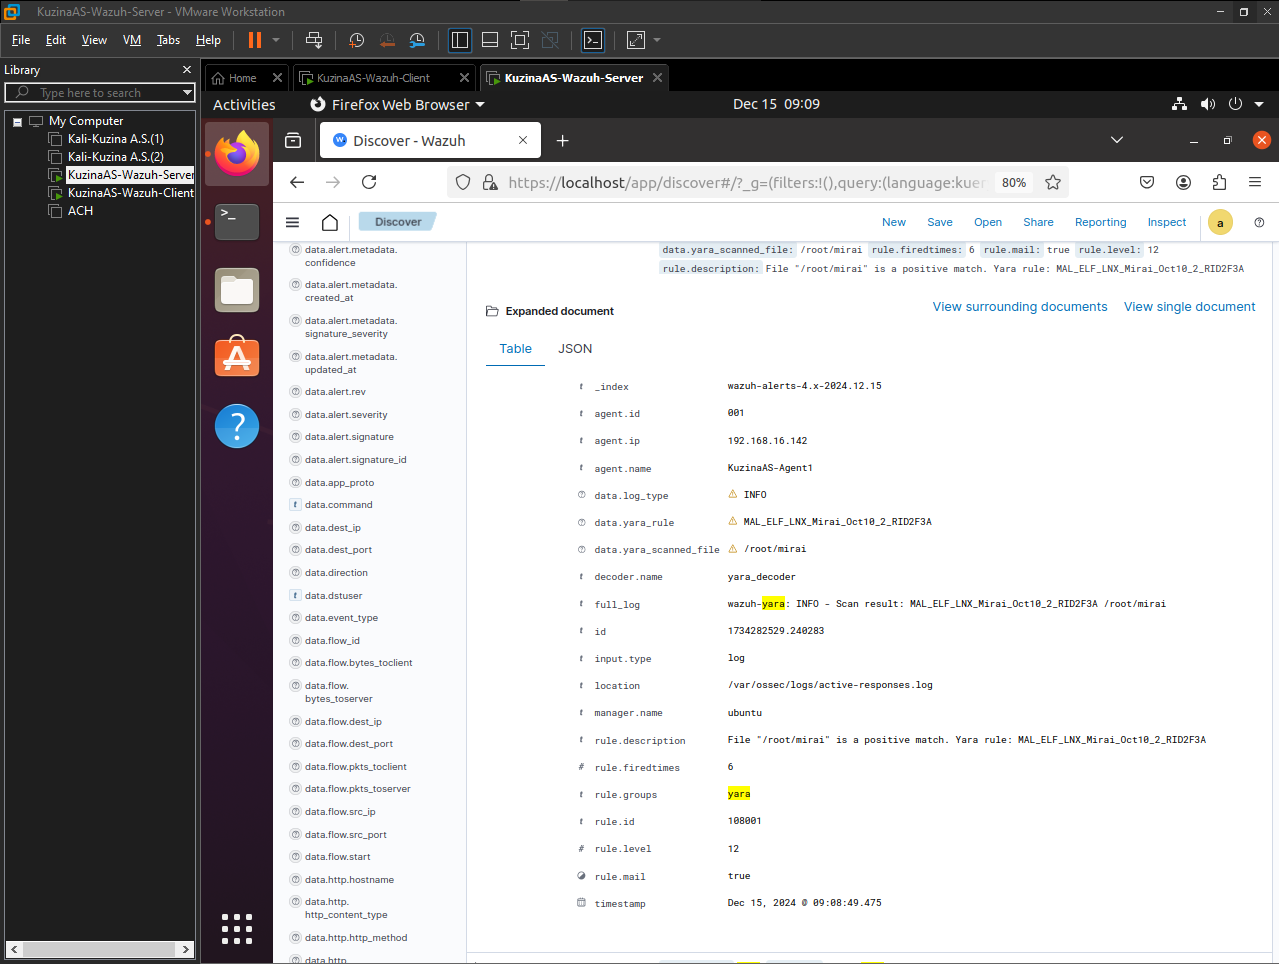 KuzinaAS-Wazuh-Server - VMware Workstation
File Edit View VM Tabs Help
Library
Type here to search
My Computer
Kali-Kuzina A.S.(1)
Kali-Kuzina A.S.(2)
KuzinaAS-Wazuh-Server
KuzinaAS-Wazuh-Client
ACH
Home
KuzinaAS-Wazuh-Client
KuzinaAS-Wazuh-Server
Activities
Firefox Web Browser
Dec 15 09:09
Discover - Wazuh
https://localhost/app/discover#/?_g=(filters:!(),query:(language:kuer
80%
Discover
New Save Open Share Reporting Inspect
a
data.alert.metadata.
confidence
data.alert.metadata.
created_at
data.alert.metadata.
signature_severity
data.alert.metadata.
updated_at
data.alert.rev
data.alert.severity
data.alert.signature
data.alert.signature_id
data.app_proto
data.command
data.dest_ip
data.dest_port
data.direction
data.dstuser
data.event_type
data.flow_id
data.flow.bytes_toclient
data.flow.
bytes_toserver
data.flow.dest_ip
data.flow.dest_port
data.flow.pkts_toclient
data.flow.pkts_toserver
data.flow.src_ip
data.flow.src_port
data.flow.start
data.http.hostname
data.http.
http_content_type
data.http.http_method
data.http.
data.yara_scanned_file: /root/mirai rule.firedtimes: 6 rule.mail: true rule.level: 12
rule.description: File "/root/mirai" is a positive match. Yara rule: MAL_ELF_LNX_Mirai_Oct10_2_RID2F3A
Expanded document
View surrounding documents View single document
Table JSON
t _index wazuh-alerts-4.x-2024.12.15
t agent.id 001
t agent.ip 192.168.16.142
t agent.name KuzinaAS-Agent1
data.log_type INFO
data.yara_rule MAL_ELF_LNX_Mirai_Oct10_2_RID2F3A
data.yara_scanned_file /root/mirai
t decoder.name yara_decoder
t full_log wazuh-yara: INFO - Scan result: MAL_ELF_LNX_Mirai_Oct10_2_RID2F3A /root/mirai
t id 1734282529.240283
t input.type log
t location /var/ossec/logs/active-responses.log
t manager.name ubuntu
t rule.description File "/root/mirai" is a positive match. Yara rule: MAL_ELF_LNX_Mirai_Oct10_2_RID2F3A
# rule.firedtimes 6
t rule.groups yara
t rule.id 108001
# rule.level 12
rule.mail true
timestamp Dec 15, 2024 @ 09:08:49.475